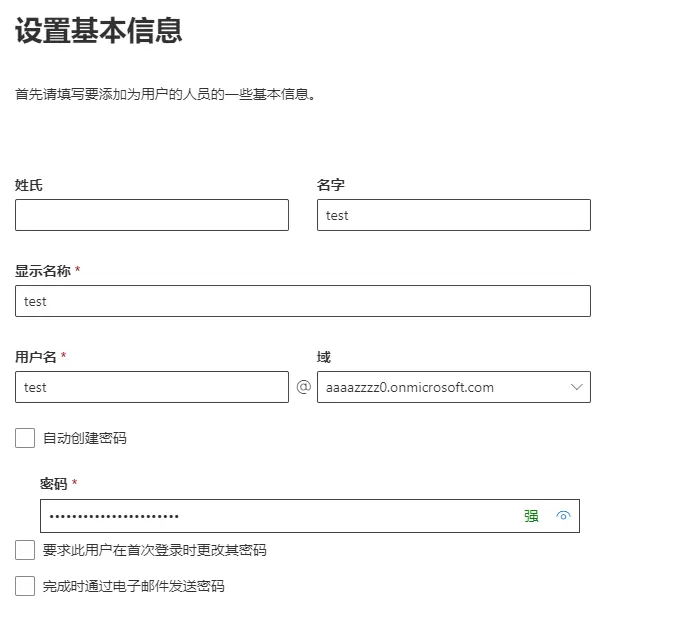 设置基本信息
首先请填写要添加为用户的人员的一些基本信息。
姓氏 名字
test
显示名称 *
test
用户名 * 域
test @ aaaazzzz0.onmicrosoft.com
自动创建密码
密码 *
•••••••••••••••••••••••• 强
要求此用户在首次登录时更改其密码
完成时通过电子邮件发送密码